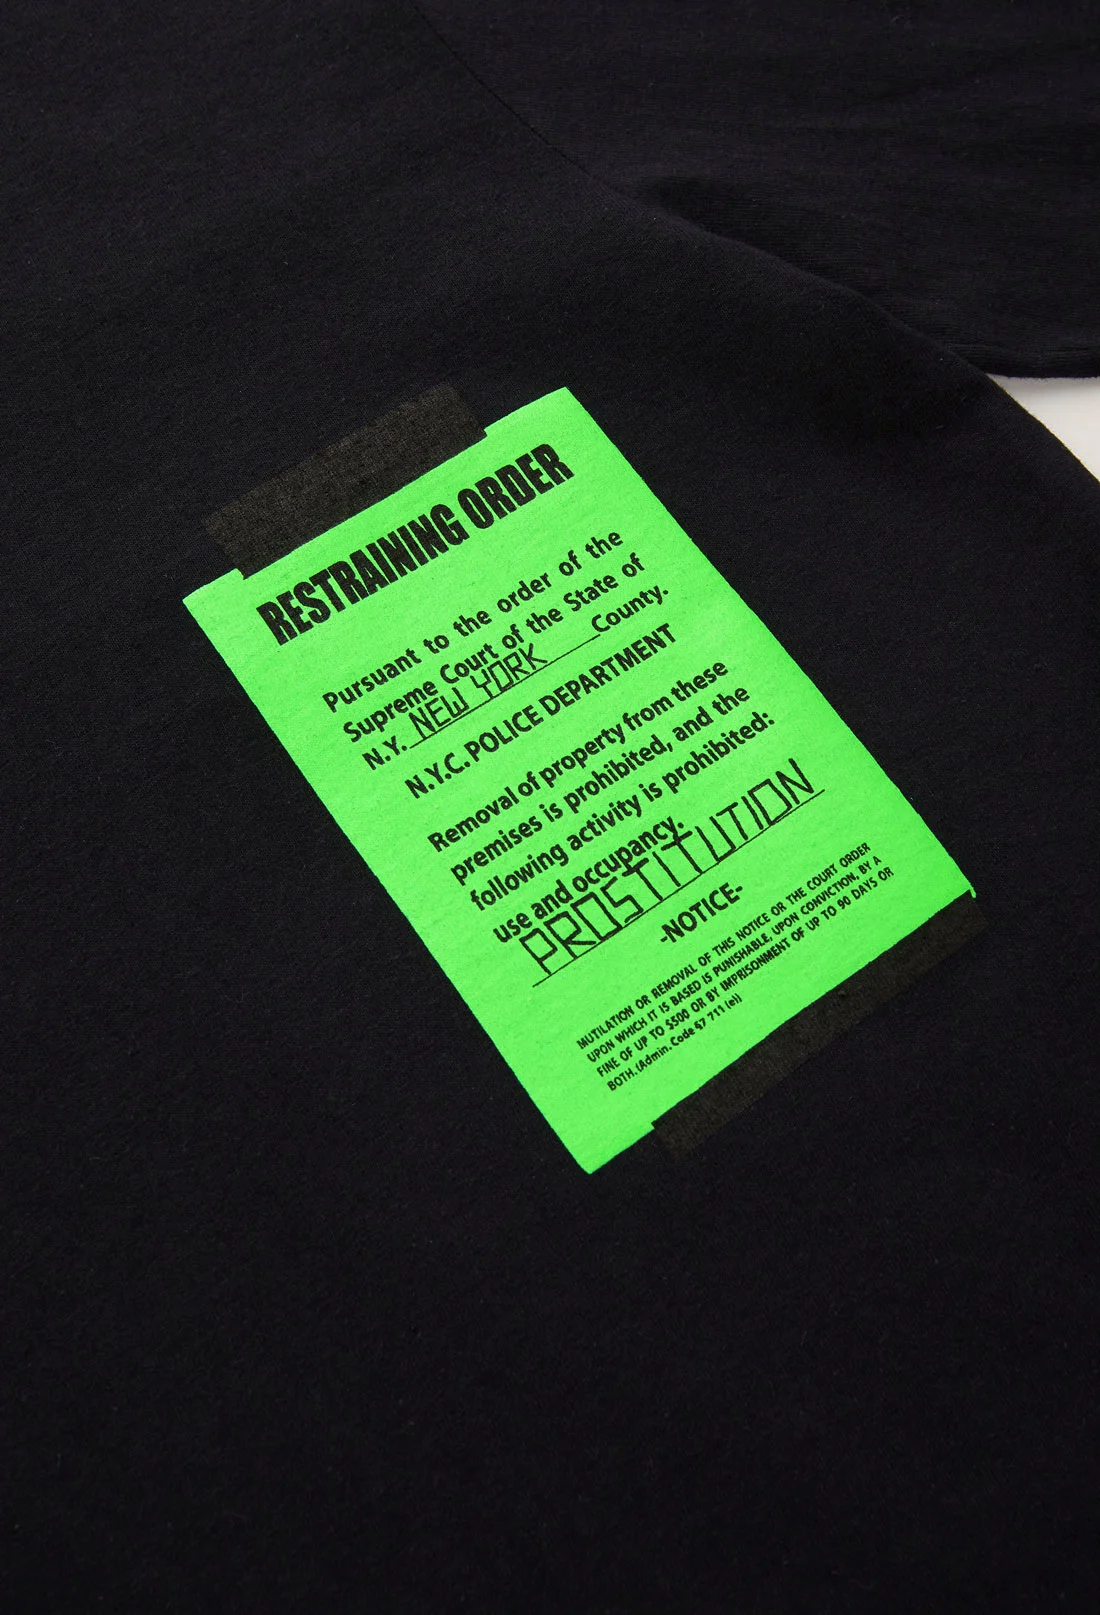 RESTRAINING ORDER
Pursuant to the order of the
Supreme Court of the State of
N.Y. NEW YORK County.
N.Y.C. POLICE DEPARTMENT
Removal of property from these
premises is prohibited, and the
following activity is prohibited:
use and occupancy.
PROSTITUTION
-NOTICE-
MUTILATION OR REMOVAL OF THIS NOTICE OR THE COURT ORDER
UPON WHICH IT IS BASED IS PUNISHABLE, UPON CONVICTION, BY A
FINE OF UP TO $500 OR BY IMPRISONMENT OF UP TO 90 DAYS OR
BOTH. (Admin. Code §7 711 (e))